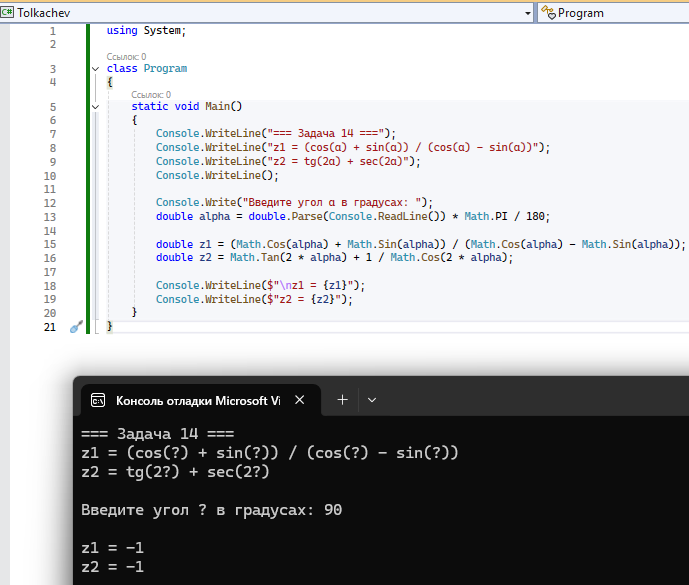 C# Tolkachev Program
1 using System;
2
Ссылок: 0
3 class Program
4 {
Ссылок: 0
5 static void Main()
6 {
7 Console.WriteLine("=== Задача 14 ===");
8 Console.WriteLine("z1 = (cos(α) + sin(α)) / (cos(α) - sin(α))");
9 Console.WriteLine("z2 = tg(2α) + sec(2α)");
10 Console.WriteLine();
11
12 Console.Write("Введите угол α в градусах: ");
13 double alpha = double.Parse(Console.ReadLine()) * Math.PI / 180;
14
15 double z1 = (Math.Cos(alpha) + Math.Sin(alpha)) / (Math.Cos(alpha) - Math.Sin(alpha));
16 double z2 = Math.Tan(2 * alpha) + 1 / Math.Cos(2 * alpha);
17
18 Console.WriteLine($"\nz1 = {z1}");
19 Console.WriteLine($"z2 = {z2}");
20 }
21 }
Консоль отладки Microsoft Vi
=== Задача 14 ===
z1 = (cos(?) + sin(?)) / (cos(?) - sin(?))
z2 = tg(2?) + sec(2?)
Введите угол ? в градусах: 90
z1 = -1
z2 = -1